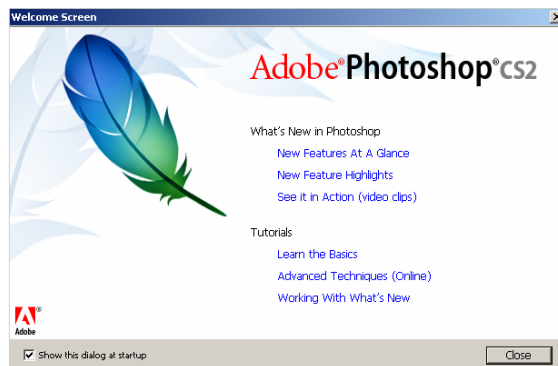 Welcome Screen
Adobe® Photoshop® CS2
What's New in Photoshop
New Features At A Glance
New Feature Highlights
See it in Action (video clips)
Tutorials
Learn the Basics
Advanced Techniques (Online)
Working With What's New
Adobe®
Show this dialog at startup
Close